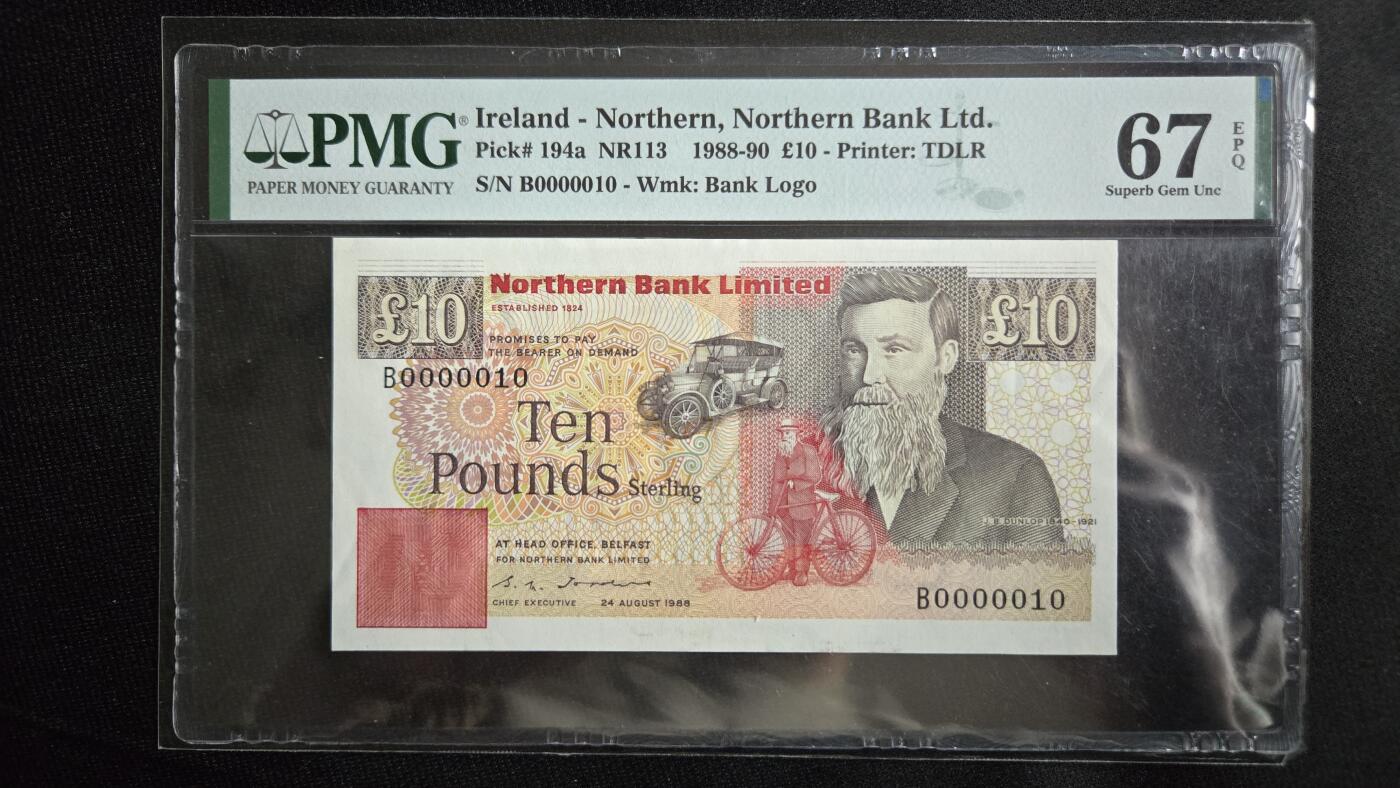 PMG®
PAPER MONEY GUARANTY
Ireland - Northern, Northern Bank Ltd.
Pick# 194a NR113 1988-90 £10 - Printer: TDLR
S/N B0000010 - Wmk: Bank Logo
67
EPQ
Superb Gem Unc
£10
Northern Bank Limited
£10
ESTABLISHED 1824
PROMISES TO PAY
THE BEARER ON DEMAND
B0000010
Ten
Pounds Sterling
J.B. DUNLOP 1840-1921
AT HEAD OFFICE, BELFAST
FOR NORTHERN BANK LIMITED
CHIEF EXECUTIVE 24 AUGUST 1988
B0000010